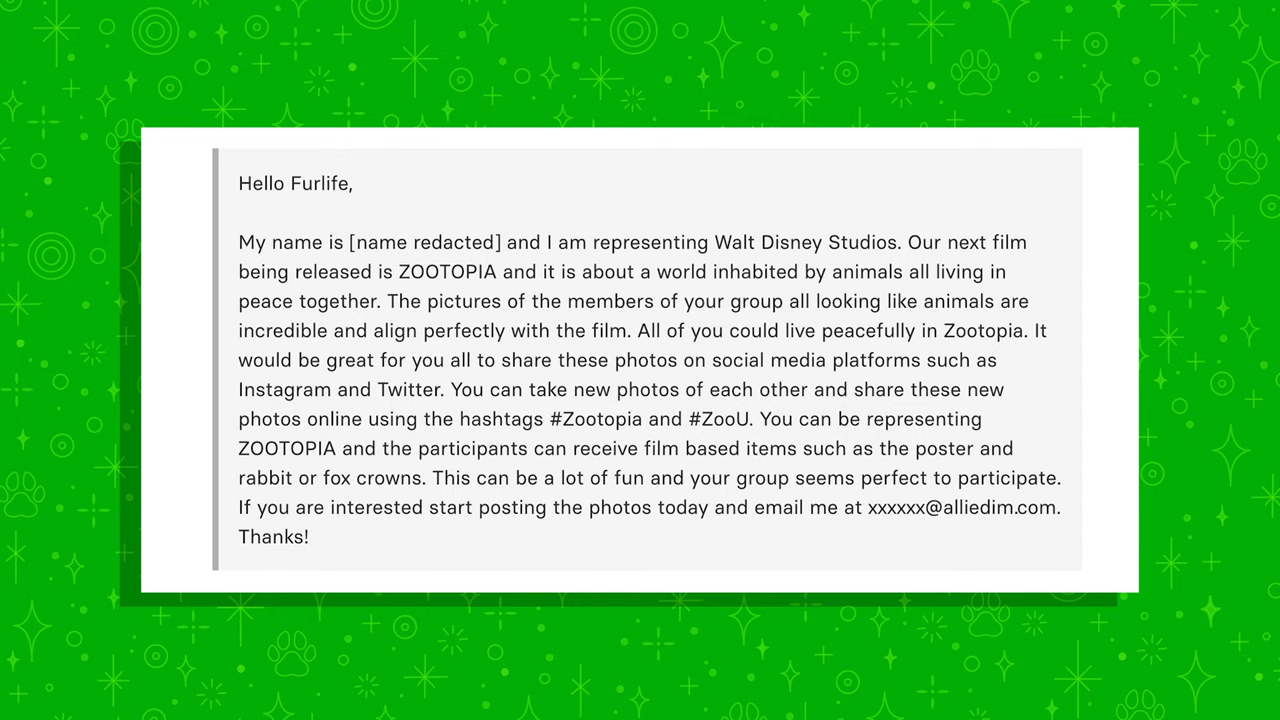 Hello Furlife,
My name is [name redacted] and I am representing Walt Disney Studios. Our next film
being released is ZOOTOPIA and it is about a world inhabited by animals all living in
peace together. The pictures of the members of your group all looking like animals are
incredible and align perfectly with the film. All of you could live peacefully in Zootopia. It
would be great for you all to share these photos on social media platforms such as
Instagram and Twitter. You can take new photos of each other and share these new
photos online using the hashtags #Zootopia and #ZooU. You can be representing
ZOOTOPIA and the participants can receive film based items such as the poster and
rabbit or fox crowns. This can be a lot of fun and your group seems perfect to participate.
If you are interested start posting the photos today and email me at xxxxxx@alliedim.com.
Thanks!